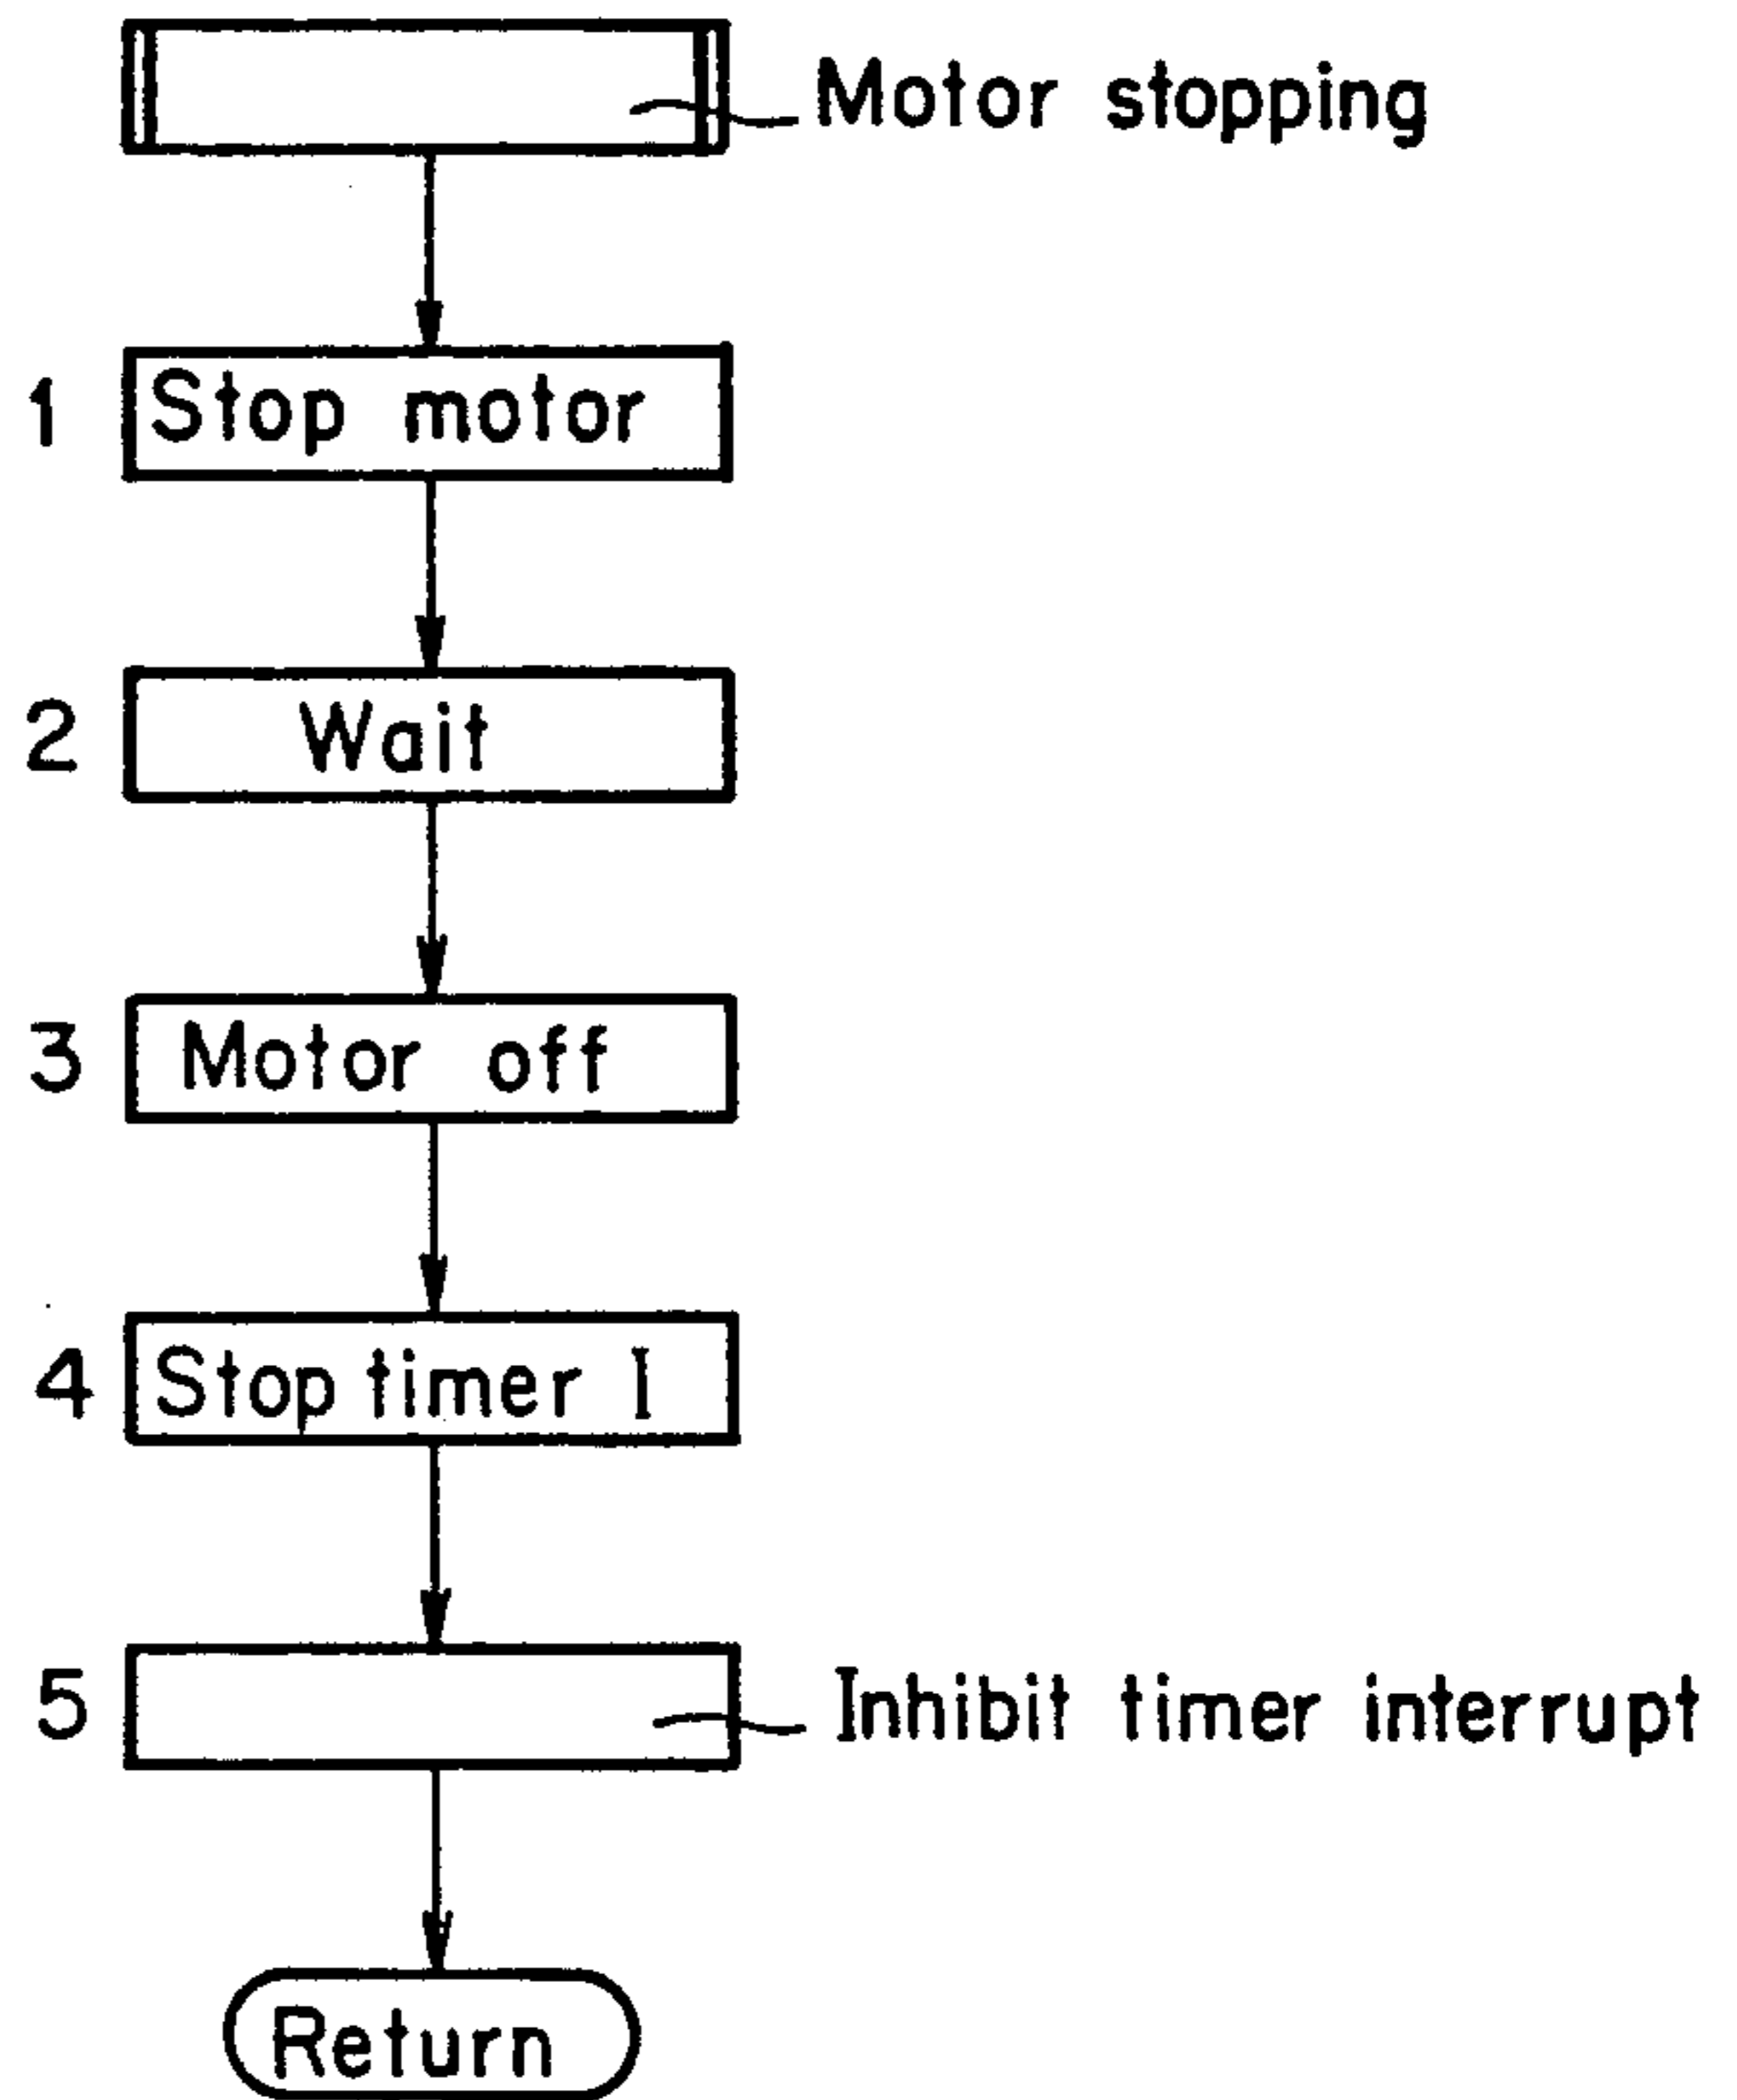 Motor stopping
1 Stop motor
2 Wait
3 Motor off
4 Stop timer I
5 Inhibit timer interrupt
Return